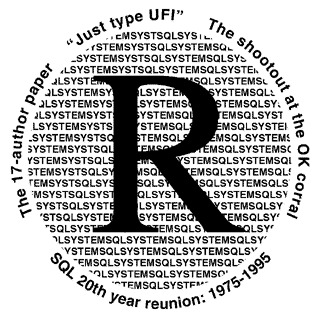 "Just type UFI"
The shootout at the OK corral
The 17-author paper
R
SQL 20th year reunion: 1975-1995